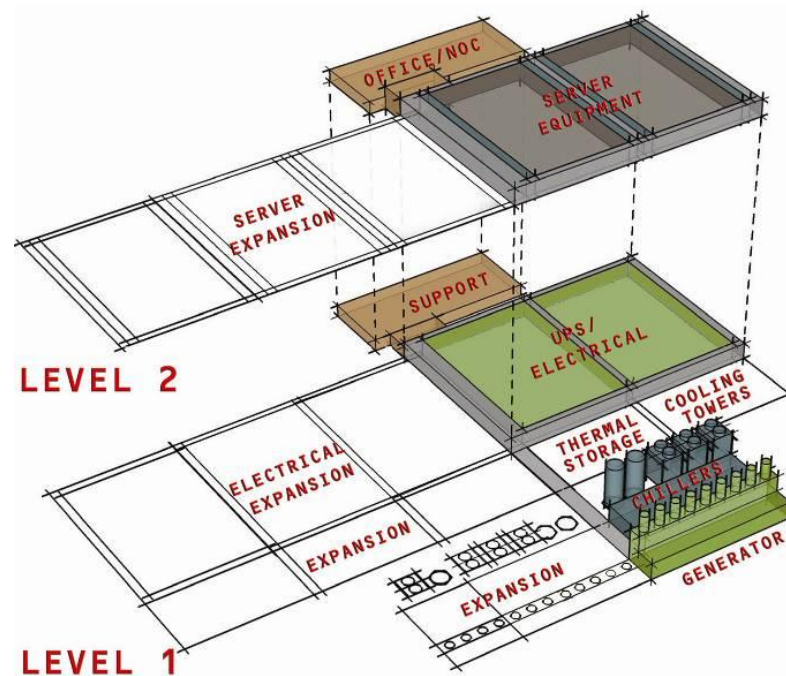 OFFICE/NOC
SERVER
EQUIPMENT
SERVER
EXPANSION
SUPPORT
UPS/
ELECTRICAL
LEVEL 2
COOLING
TOWERS
THERMAL
STORAGE
ELECTRICAL
EXPANSION
CHILLERS
EXPANSION
GENERATOR
EXPANSION
LEVEL 1